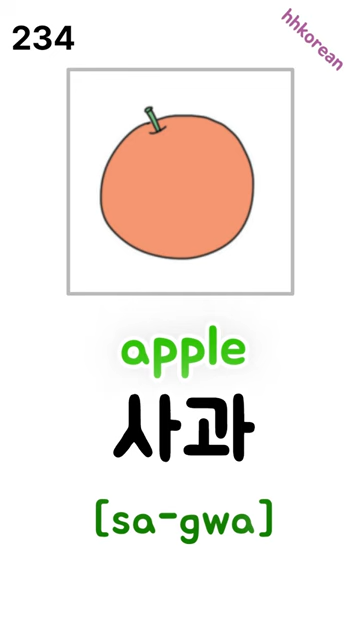 234
hhkorean
apple
사과
[sa-gwa]